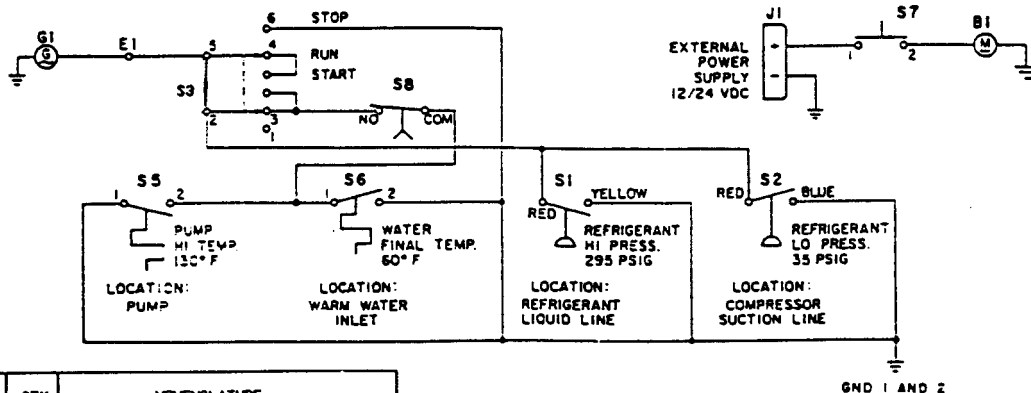 6 STOP
G1
G
E1
5
4
RUN
START
S3
2
3
1
S8
NO
COM
J1
+
−
EXTERNAL
POWER
SUPPLY
12/24 VDC
S7
1
2
B1
M
1 S5 2
PUMP
HI TEMP.
130° F
LOCATION:
PUMP
1 S6 2
WATER
FINAL TEMP.
60° F
LOCATION:
WARM WATER
INLET
S1
RED
YELLOW
REFRIGERANT
HI PRESS.
295 PSIG
LOCATION:
REFRIGERANT
LIQUID LINE
S2
RED
BLUE
REFRIGERANT
LO PRESS.
35 PSIG
LOCATION:
COMPRESSOR
SUCTION LINE
GND 1 AND 2